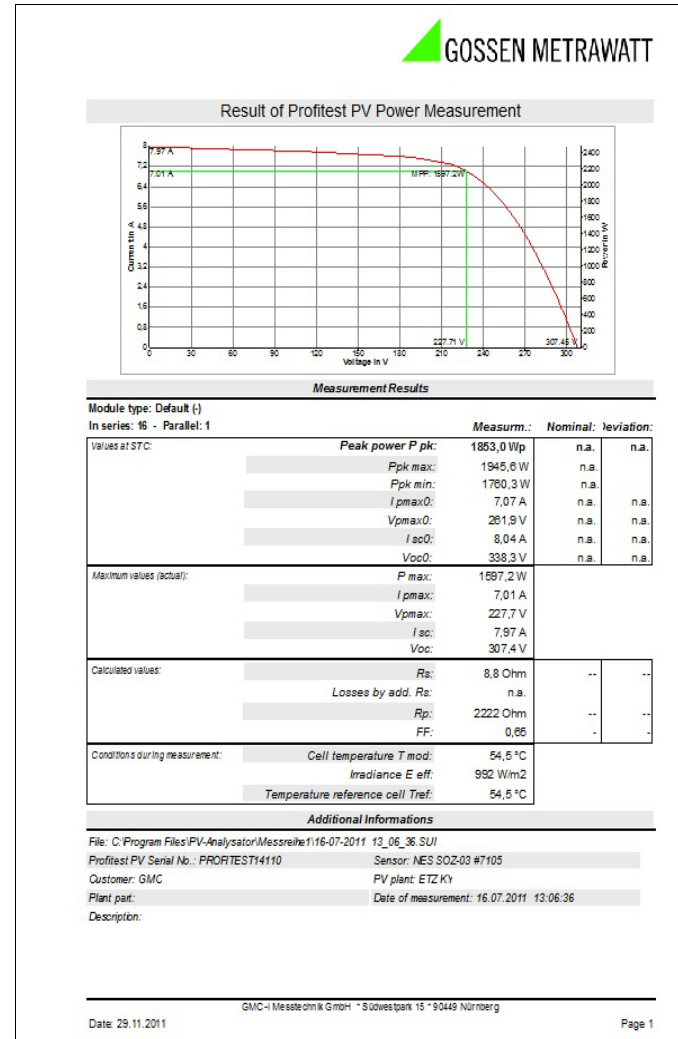 GOSSEN METRAWATT
Result of Profitest PV Power Measurement
8
7.97 A
7,2
7.01 A
6,4
5,6
4,8
4
3,2
2,4
1,6
0,8
0
Current in A
MPP: 1597.2W
2400
2200
2000
1800
1600
1400
1200
1000
800
600
400
200
0
Power in W
227.71 V
307.45 V
0 30 60 90 120 150 180 210 240 270 300
Voltage in V
Measurement Results
Module type: Default (-)
In series: 16 - Parallel: 1 Measurm.: Nominal: Deviation:
Values at STC: Peak power P pk: 1853,0 Wp n.a. n.a.
Ppk max: 1945,6 W n.a.
Ppk min: 1760,3 W n.a.
I pmax0: 7,07 A n.a. n.a.
Vpmax0: 261,9 V n.a. n.a.
I sc0: 8,04 A n.a. n.a.
Voc0: 338,3 V n.a. n.a.
Maximum values (actual): P max: 1597,2 W
I pmax: 7,01 A
Vpmax: 227,7 V
I sc: 7,97 A
Voc: 307,4 V
Calculated values: Rs: 8,8 Ohm -- --
Losses by add. Rs: n.a.
Rp: 2222 Ohm -- --
FF: 0,65 - -
Conditions during measurement: Cell temperature T mod: 54,5 °C
Irradiance E eff: 992 W/m2
Temperature reference cell Tref: 54,5 °C
Additional Informations
File: C:\Program Files\PV-Analysator\Messreihe1\16-07-2011 13_06_36.SUI
Profitest PV Serial No.: PROFITEST14110 Sensor: NES SOZ-03 #7105
Customer: GMC PV plant: ETZ KY
Plant part: Date of measurement: 16.07.2011 13:06:36
Description:
GMC-I Messtechnik GmbH * Südwestpark 15 * 90449 Nürnberg
Date: 29.11.2011 Page 1